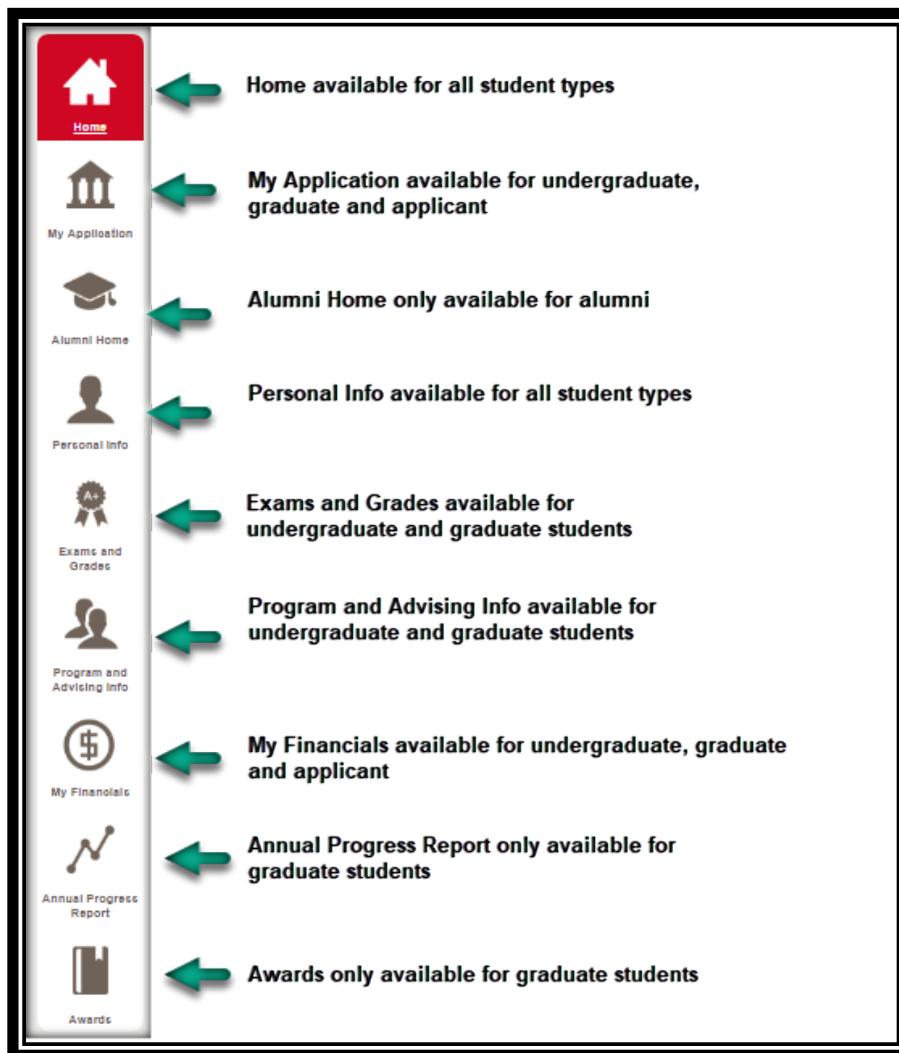 Home
Home available for all student types
My Application
My Application available for undergraduate,
graduate and applicant
Alumni Home
Alumni Home only available for alumni
Personal Info
Personal Info available for all student types
A+
Exams and
Grades
Exams and Grades available for
undergraduate and graduate students
Program and
Advising Info
Program and Advising Info available for
undergraduate and graduate students
$
My Financials
My Financials available for undergraduate, graduate
and applicant
Annual Progress
Report
Annual Progress Report only available for
graduate students
Awards
Awards only available for graduate students